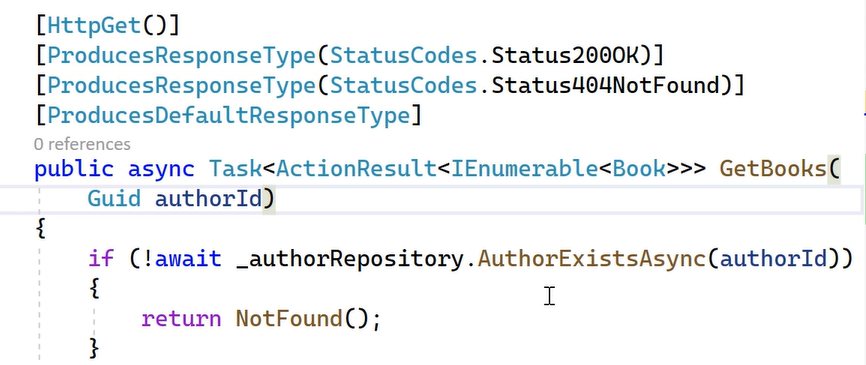 [HttpGet()]
[ProducesResponseType(StatusCodes.Status200OK)]
[ProducesResponseType(StatusCodes.Status404NotFound)]
[ProducesDefaultResponseType]
0 references
public async Task<ActionResult<IEnumerable<Book>>> GetBooks(
Guid authorId)
{
if (!await _authorRepository.AuthorExistsAsync(authorId))
{
return NotFound();
}